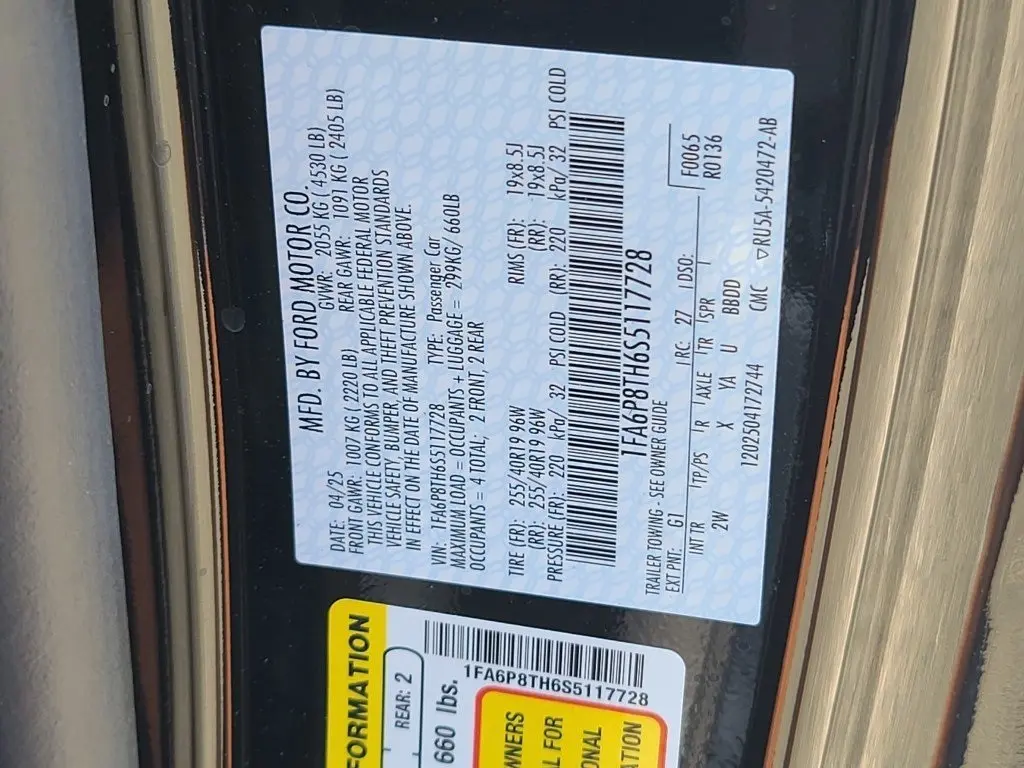 MFD. BY FORD MOTOR CO.
DATE: 04/25 GVWR: 2055 KG ( 4530 LB)
FRONT GAWR: 1007 KG ( 2220 LB) REAR GAWR: 1091 KG ( 2405 LB)
THIS VEHICLE CONFORMS TO ALL APPLICABLE FEDERAL MOTOR
VEHICLE SAFETY, BUMPER, AND THEFT PREVENTION STANDARDS
IN EFFECT ON THE DATE OF MANUFACTURE SHOWN ABOVE.
VIN: 1FA6P8TH6S5117728 TYPE: Passenger Car
MAXIMUM LOAD = OCCUPANTS + LUGGAGE = 299KG/ 660LB
OCCUPANTS = 4 TOTAL; 2 FRONT, 2 REAR
TIRE (FR): 255/40R19 96W RIMS (FR): 19x8.5J
(RR): 255/40R19 96W (RR): 19x8.5J
PRESSURE (FR): 220 kPa/ 32 PSI COLD (RR): 220 kPa/ 32 PSI COLD
1FA6P8TH6S5117728
TRAILER TOWING - SEE OWNER GUIDE
EXT PNT: G1 RC: 27 DSO: F0065
R0136
INT TR TP/PS R AXLE TR SPR
2W X YA U BBDD
1202504172744 CMC ▽RU5A-5420472-AB
FORMATION
REAR: 2
660 lbs.
1FA6P8TH6S5117728
WNERS
L FOR
ONAL
ATION